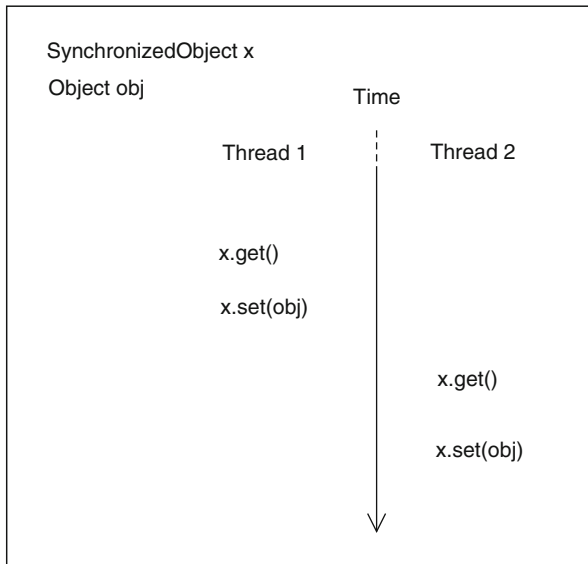 SynchronizedObject x
Object obj
Time
Thread 1
Thread 2
x.get()
x.set(obj)
x.get()
x.set(obj)